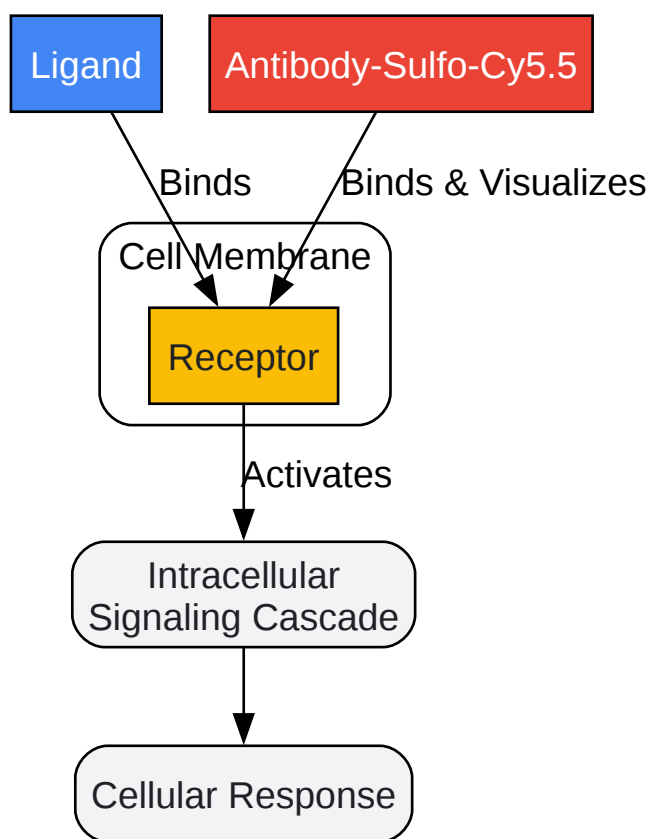 Ligand
Antibody-Sulfo-Cy5.5
Binds
Binds & Visualizes
Cell Membrane
Receptor
Activates
Intracellular
Signaling Cascade
Cellular Response